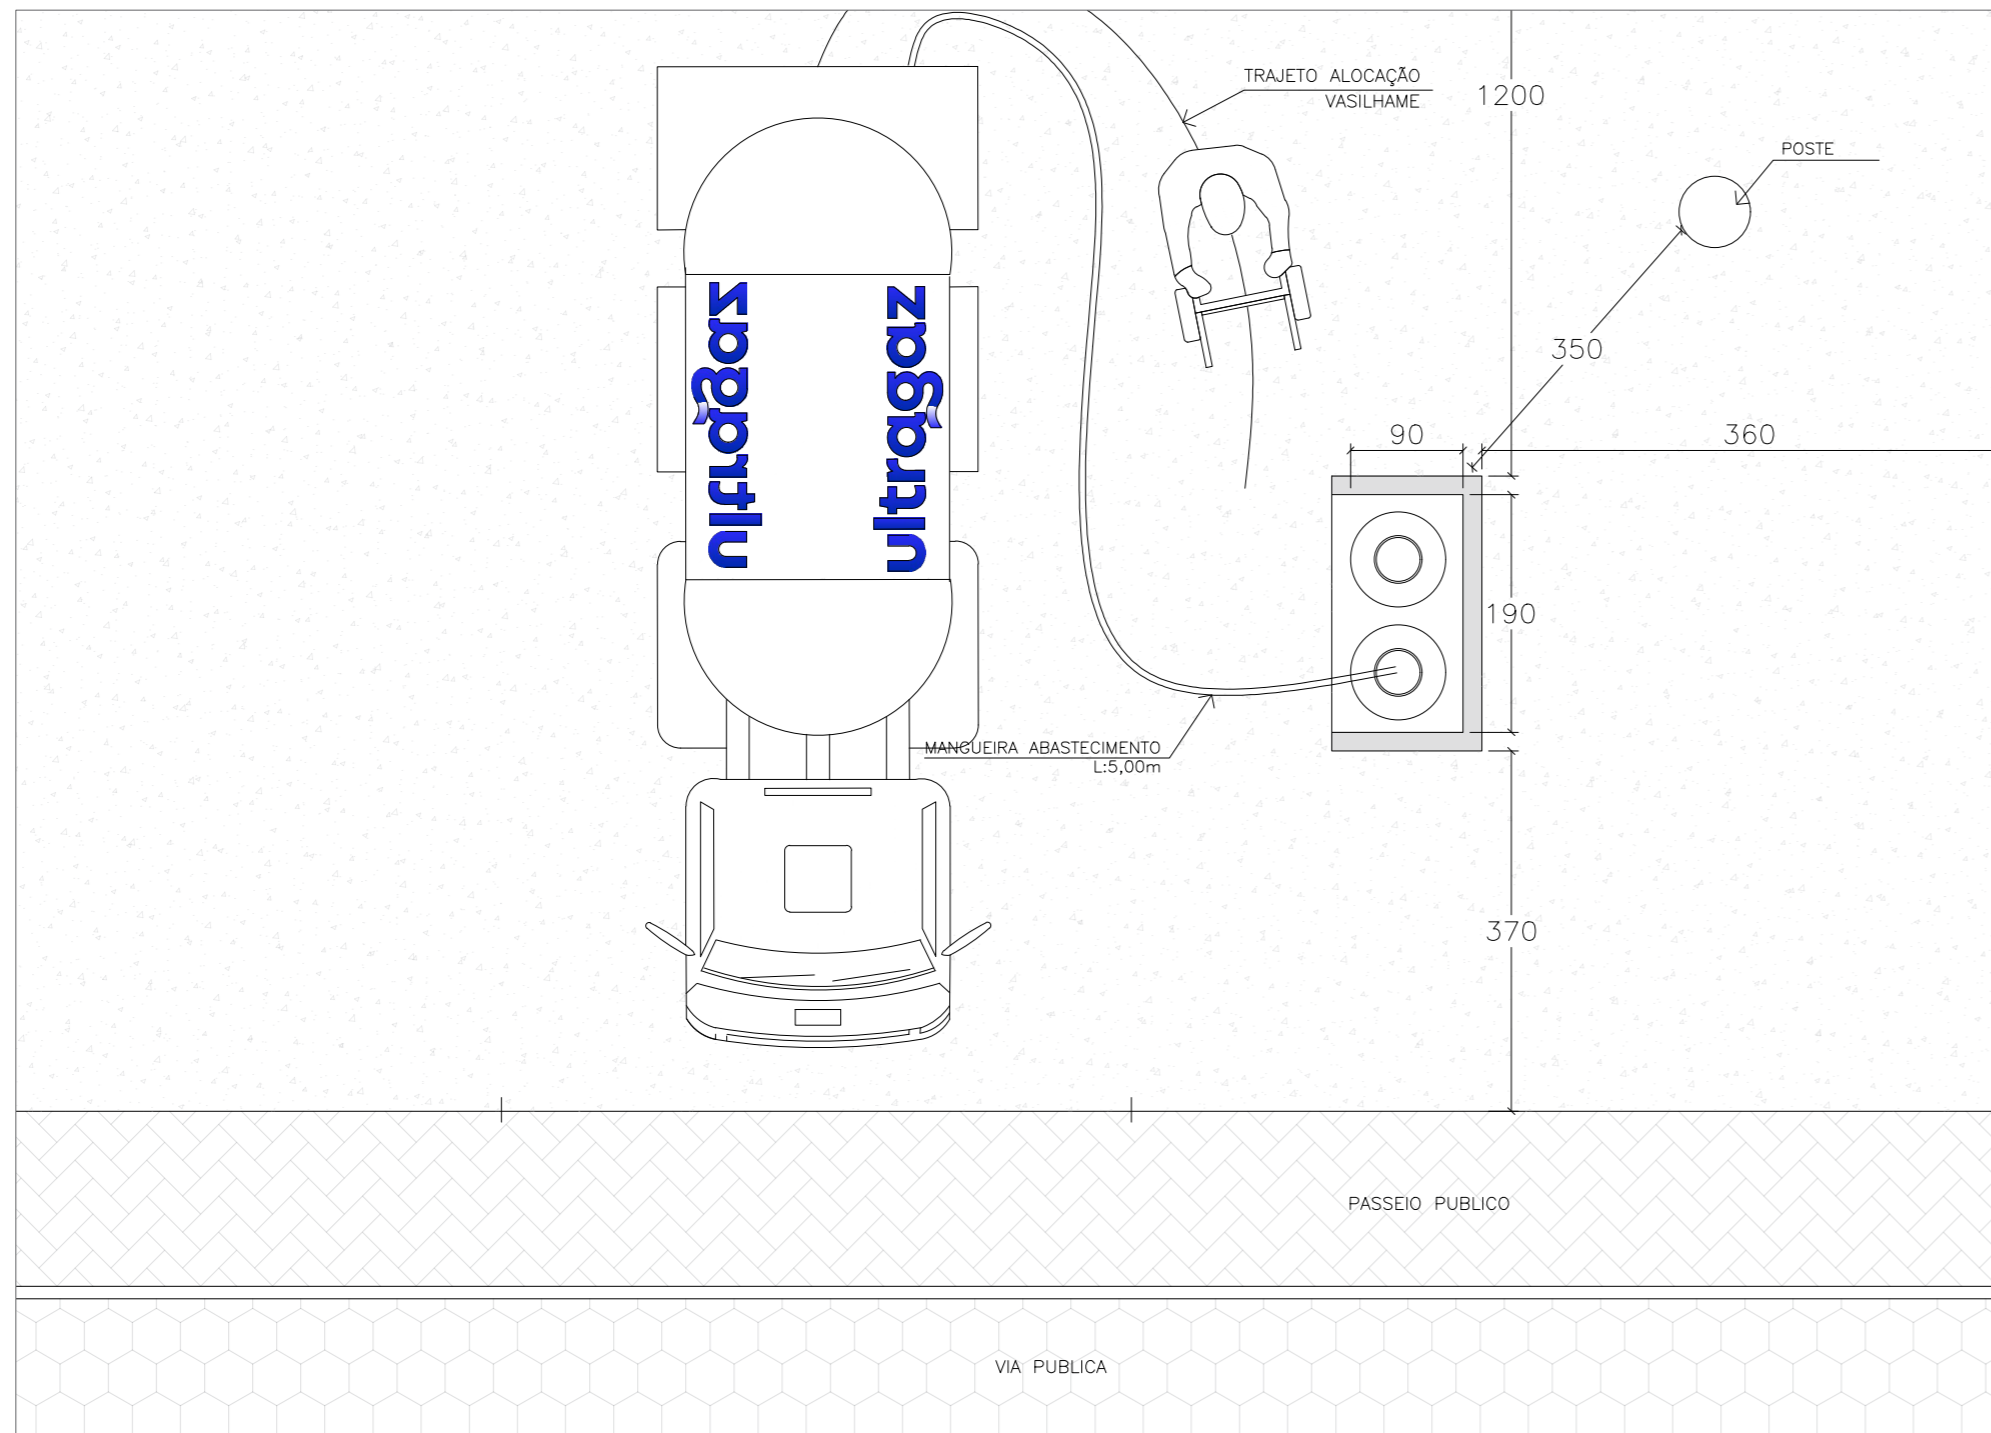 TRAJETO ALOCAÇÃO
VASILHAME
1200
POSTE
350
90
360
190
ultragaz
ultragaz
MANGUEIRA ABASTECIMENTO
L:5,00m
370
PASSEIO PUBLICO
VIA PUBLICA